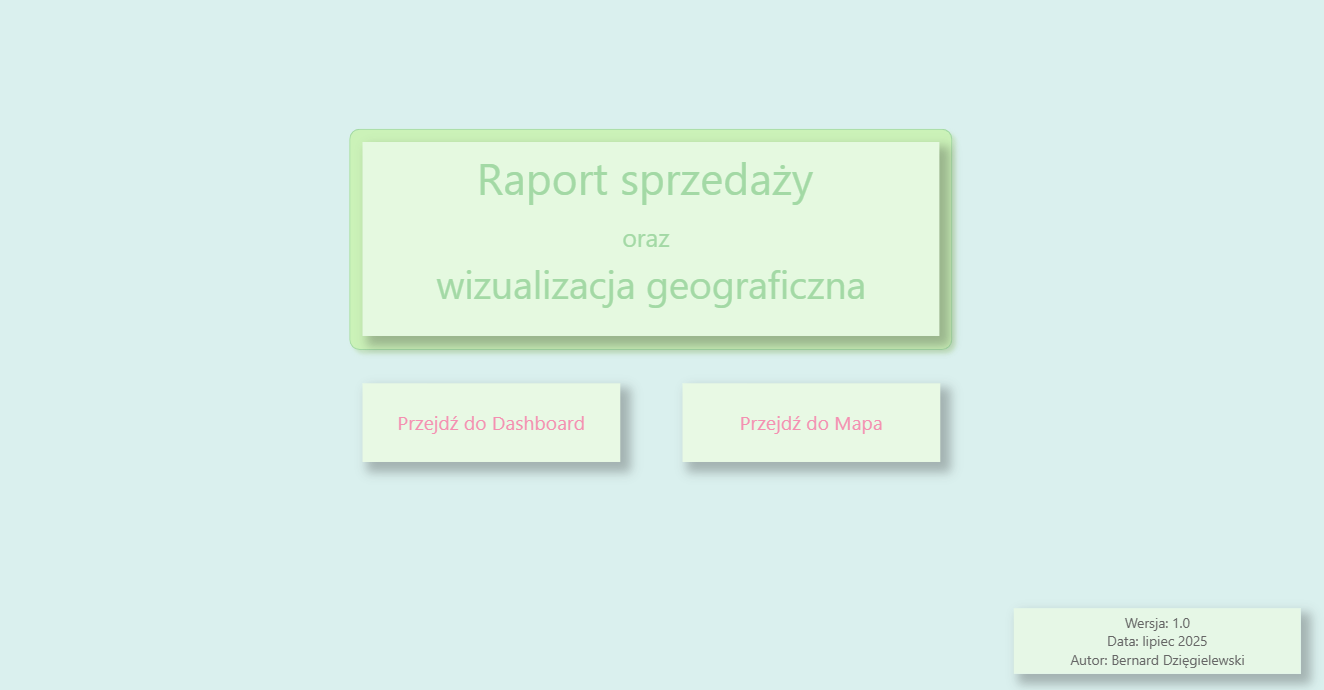 Raport sprzedaży
oraz
wizualizacja geograficzna
Przejdź do Dashboard
Przejdź do Mapa
Wersja: 1.0
Data: lipiec 2025
Autor: Bernard Dzięgielewski